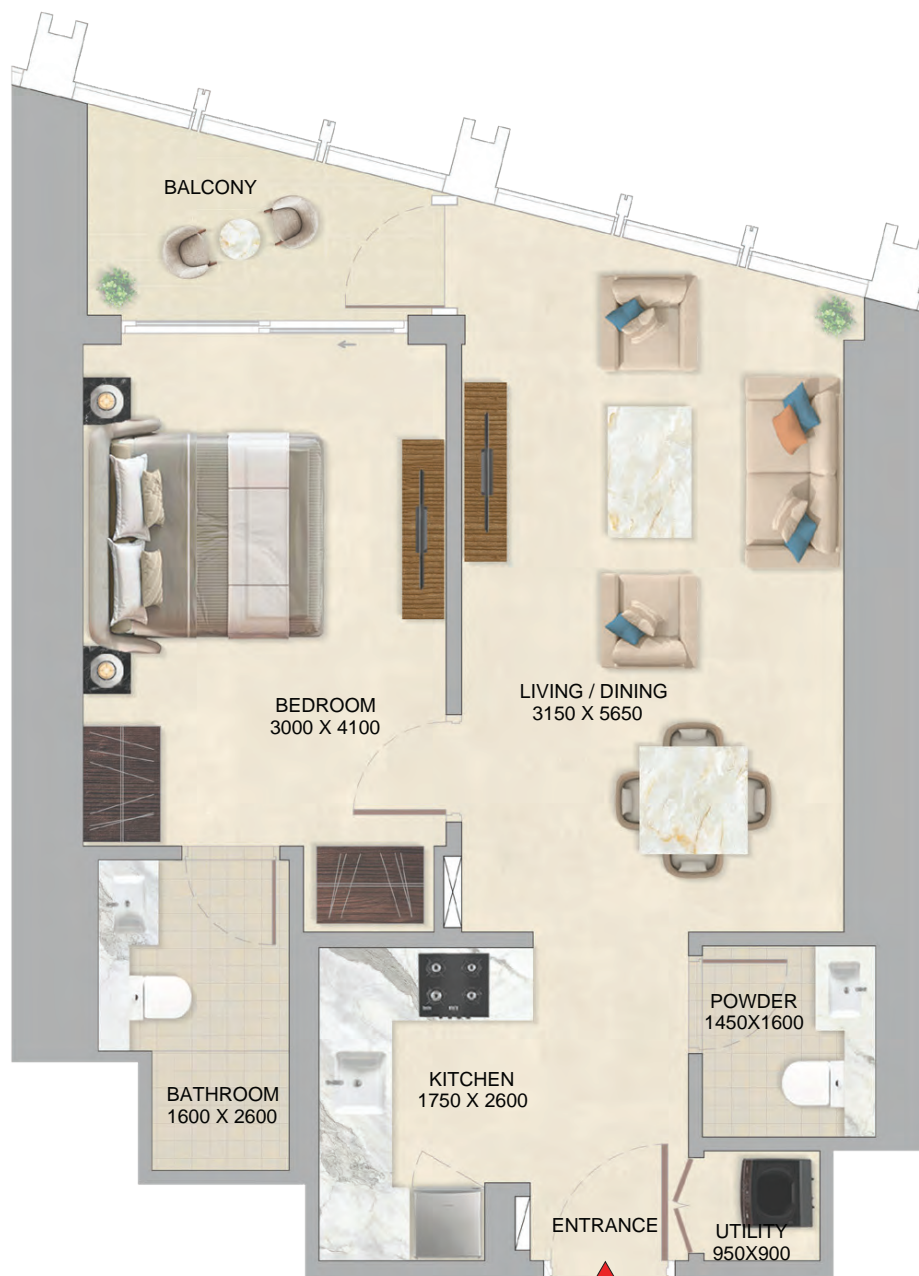 BALCONY
BEDROOM
3000 X 4100
LIVING / DINING
3150 X 5650
POWDER
1450X1600
KITCHEN
1750 X 2600
BATHROOM
1600 X 2600
ENTRANCE
UTILITY
950X900